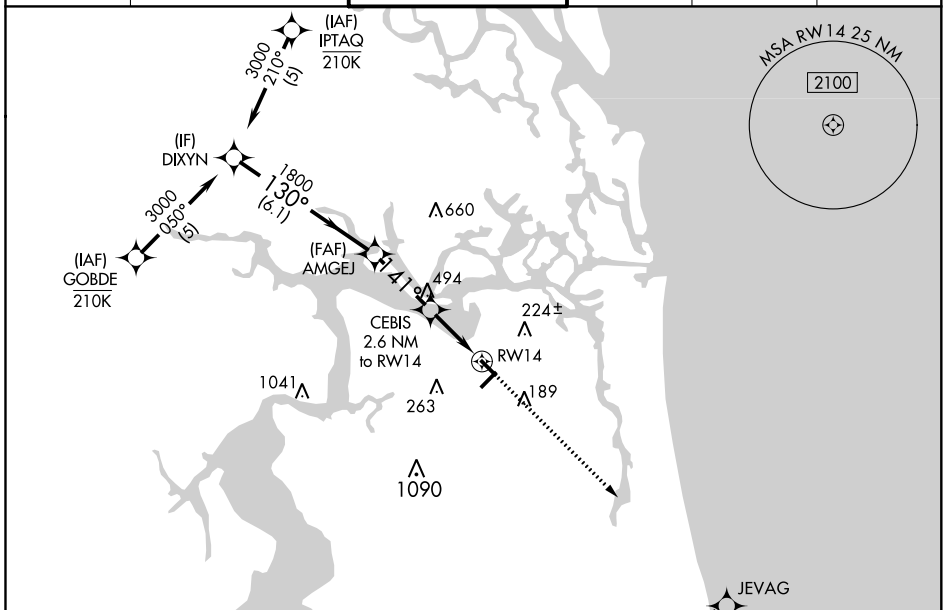 (IAF)
IPTAQ
210K
3000
210°
(5)
MSA RW14 25 NM
2100
(IF)
DIXYN
1800
130°
(6.1)
3000
050°
(5)
660
(IAF)
GOBDE
210K
(FAF)
AMGEJ
141°
494
CEBIS
2.6 NM
to RW14
224±
RW14
1041
263
189
1090
JEVAG